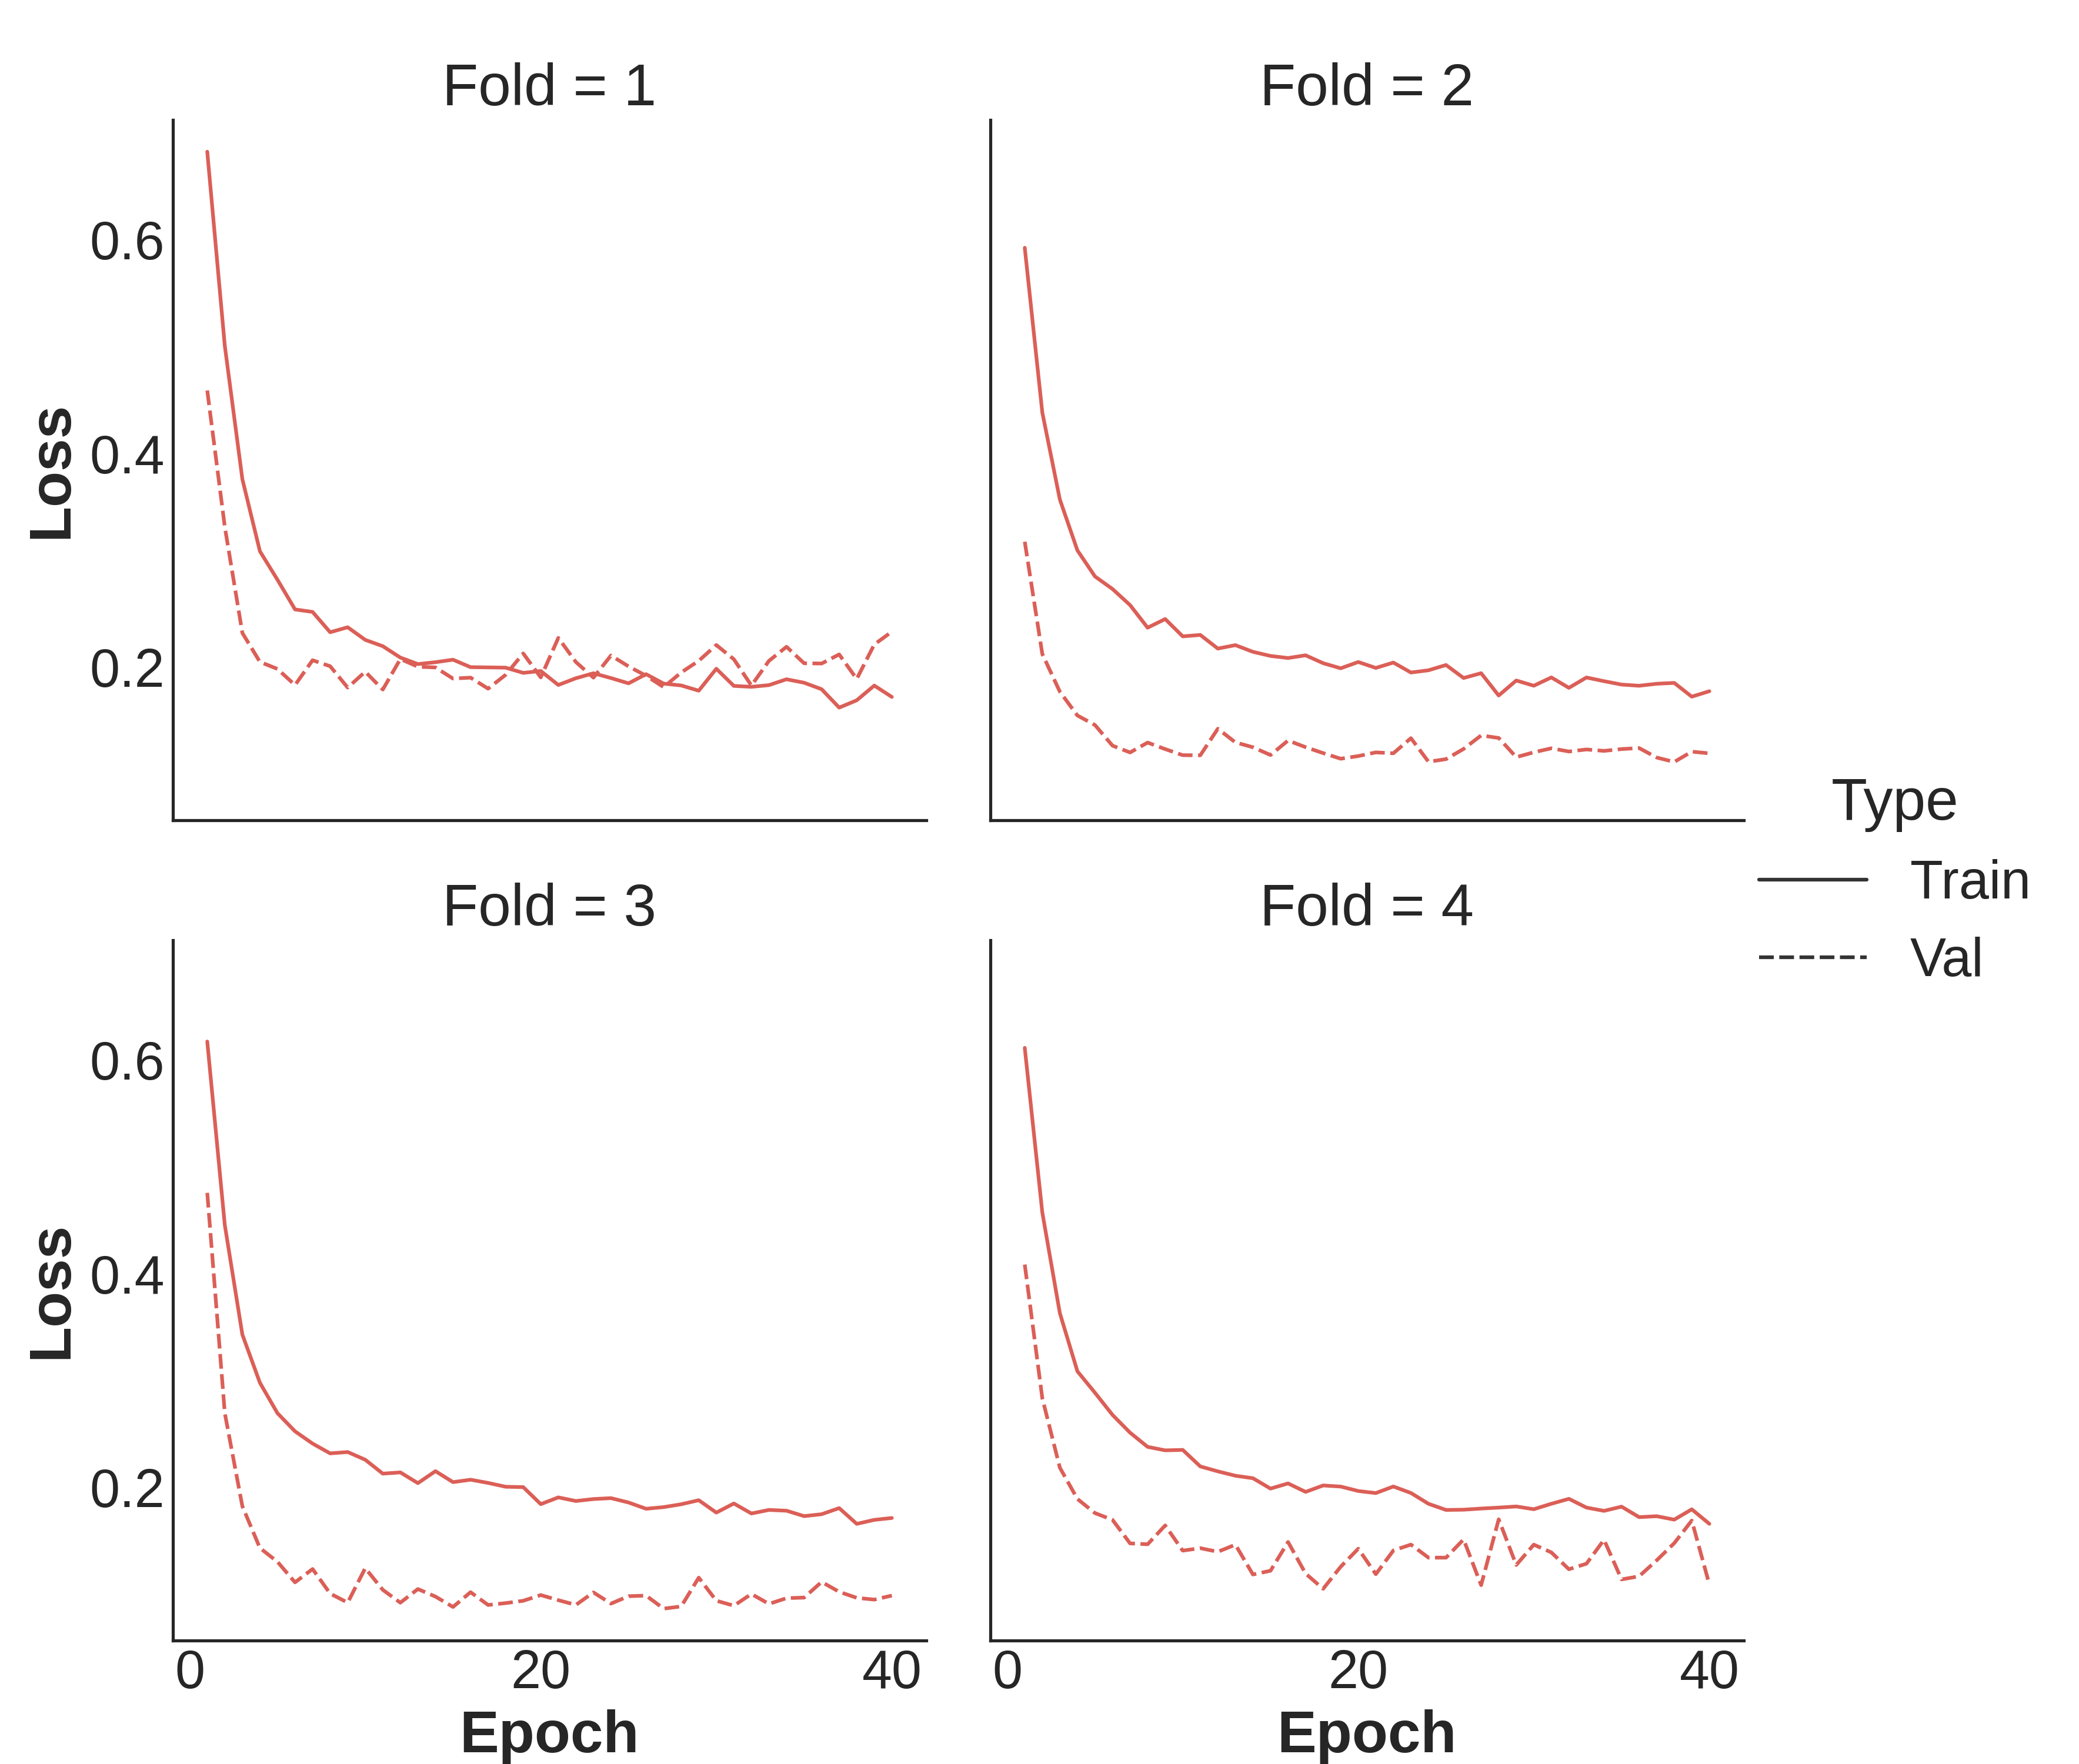 Fold = 1
Fold = 2
0.6
0.4
0.2
Loss
Type
Train
Val
Fold = 3
Fold = 4
0.6
0.4
0.2
Loss
0 20 40
0 20 40
Epoch
Epoch